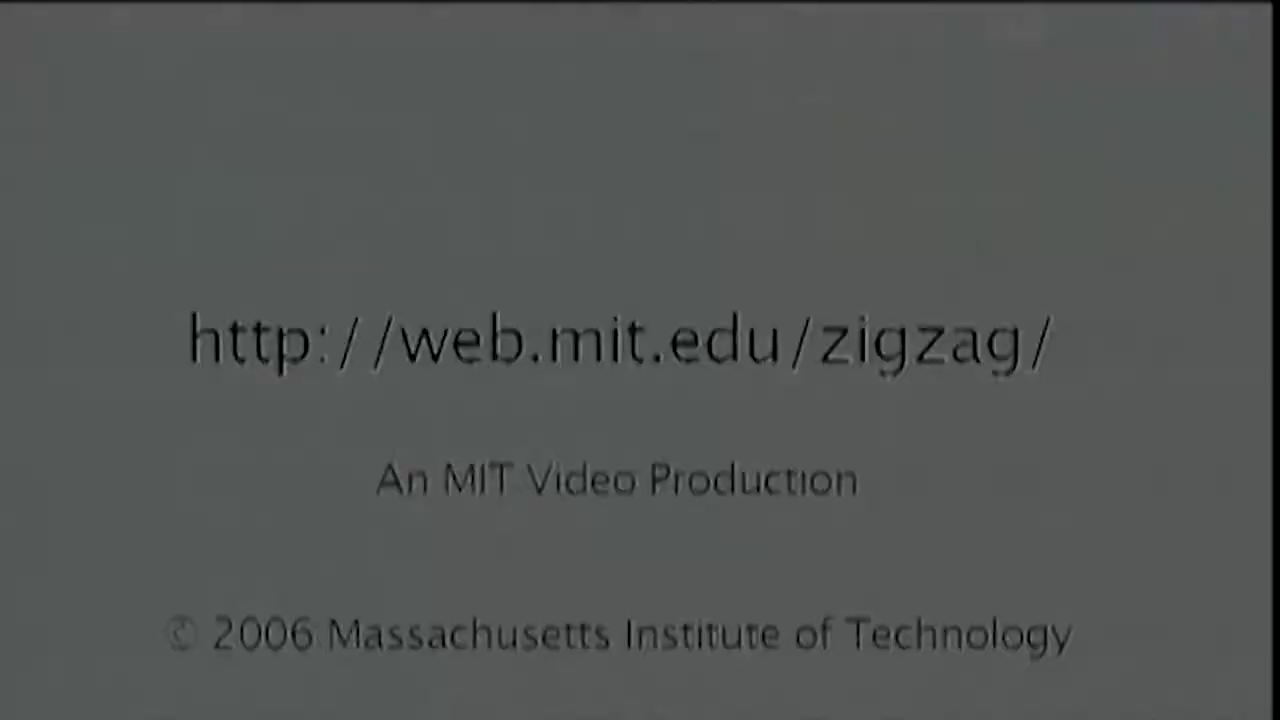 http://web.mit.edu/zigzag/
An MIT Video Production
© 2006 Massachusetts Institute of Technology